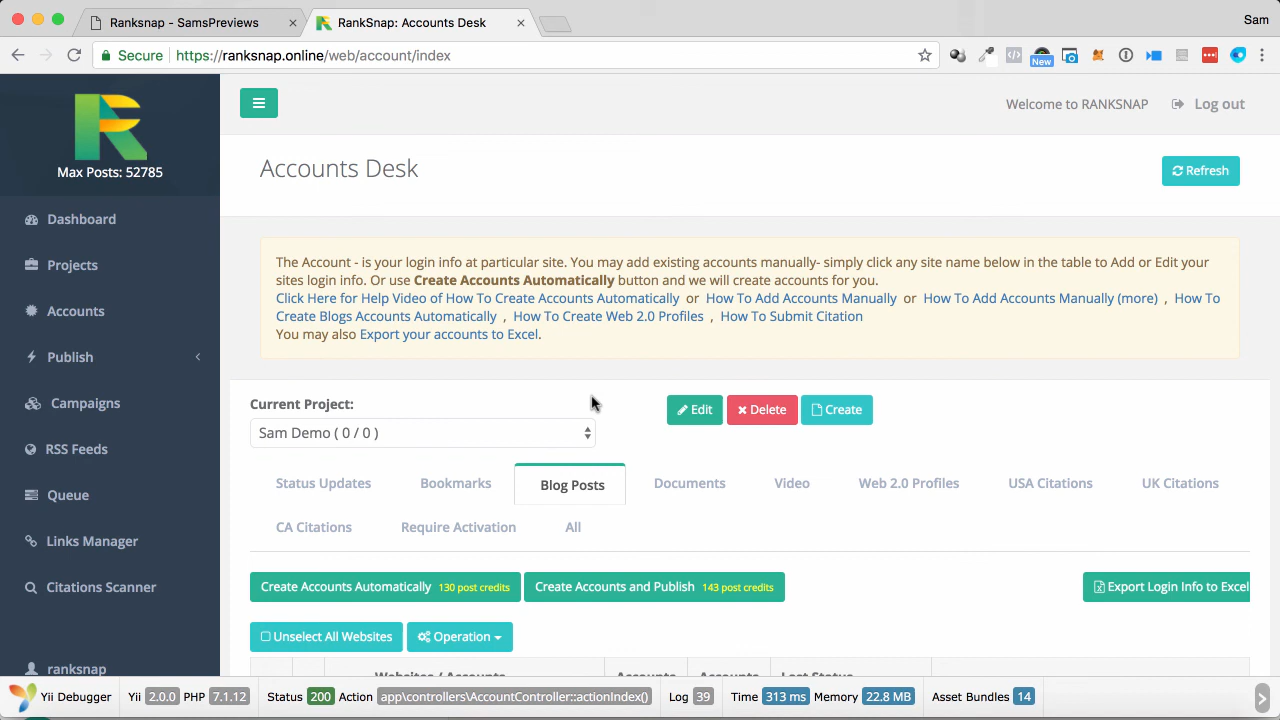 Ranksnap - SamsPreviews
RankSnap: Accounts Desk
Sam
Secure
https://ranksnap.online/web/account/index
New
Max Posts: 52785
Dashboard
Projects
Accounts
Publish
Campaigns
RSS Feeds
Queue
Links Manager
Citations Scanner
ranksnap
Welcome to RANKSNAP
Log out
Accounts Desk
Refresh
The Account - is your login info at particular site. You may add existing accounts manually- simply click any site name below in the table to Add or Edit your
sites login info. Or use Create Accounts Automatically button and we will create accounts for you.
Click Here for Help Video of How To Create Accounts Automatically or How To Add Accounts Manually or How To Add Accounts Manually (more) , How To
Create Blogs Accounts Automatically , How To Create Web 2.0 Profiles , How To Submit Citation
You may also Export your accounts to Excel.
Current Project:
Sam Demo ( 0 / 0 )
Edit
Delete
Create
Status Updates
Bookmarks
Blog Posts
Documents
Video
Web 2.0 Profiles
USA Citations
UK Citations
CA Citations
Require Activation
All
Create Accounts Automatically 130 post credits
Create Accounts and Publish 143 post credits
Export Login Info to Excel
Unselect All Websites
Operation
Websites / Accounts
Accounts
Accounts
Last Status
Yii Debugger
Yii 2.0.0 PHP 7.1.12
Status 200 Action app\controllers\AccountController::actionIndex()
Log 39
Time 313 ms Memory 22.8 MB
Asset Bundles 14